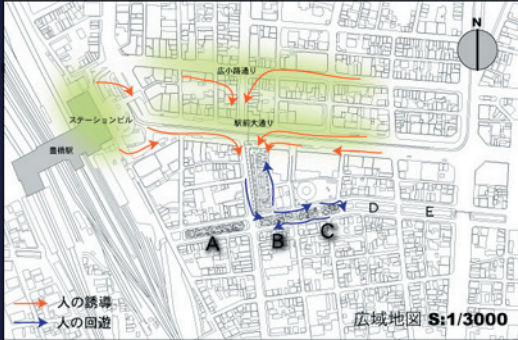 N
広小路通り
ステーションビル
駅前大通り
豊橋駅
A
B
C
D
E
人の誘導
人の回遊
広域地図 S:1/3000